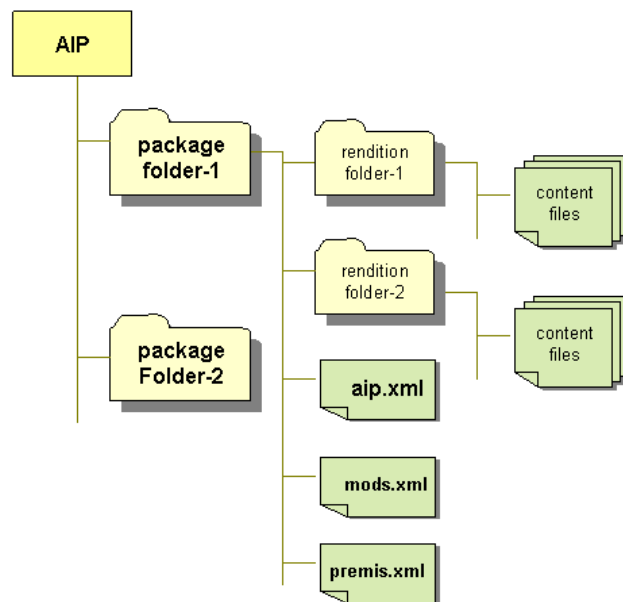 AIP
package
folder-1
rendition
folder-1
content
files
rendition
folder-2
content
files
package
Folder-2
aip.xml
mods.xml
premis.xml